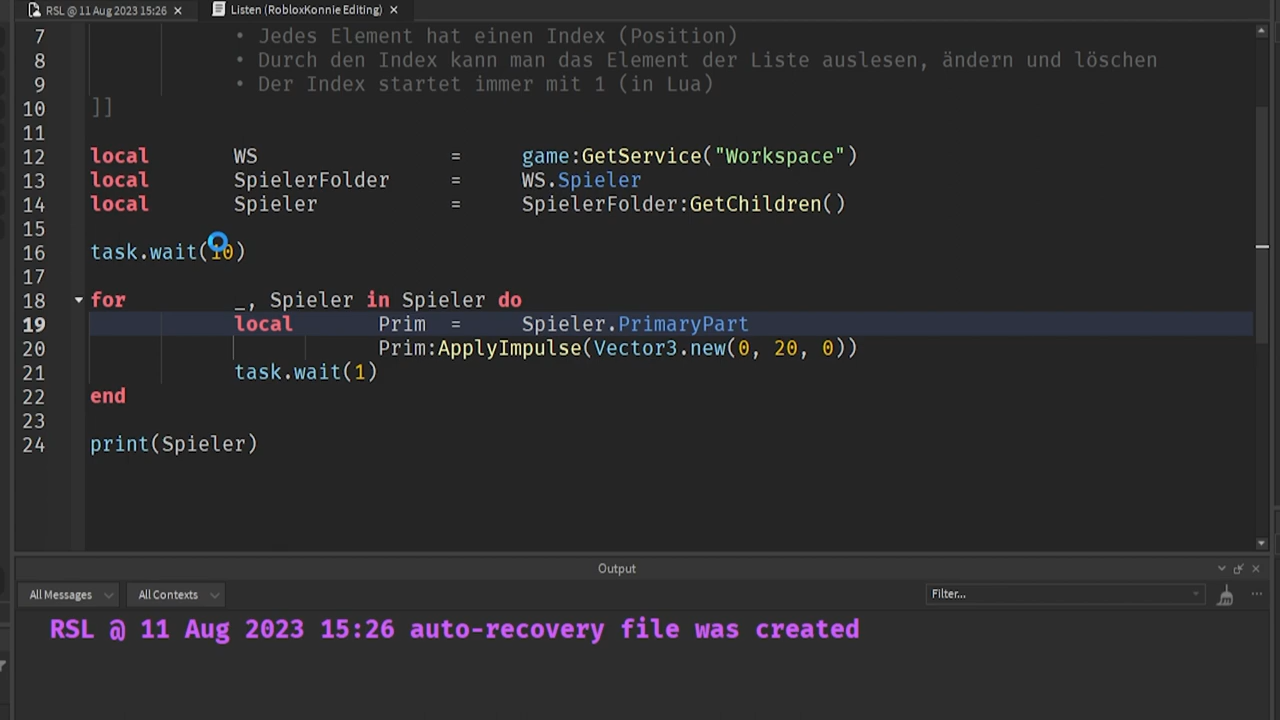 RSL @ 11 Aug 2023 15:26 × Listen (RobloxKonnie Editing) ×
7 • Jedes Element hat einen Index (Position)
8 • Durch den Index kann man das Element der Liste auslesen, ändern und löschen
9 • Der Index startet immer mit 1 (in Lua)
10 ]]
11
12 local WS = game:GetService("Workspace")
13 local SpielerFolder = WS.Spieler
14 local Spieler = SpielerFolder:GetChildren()
15
16 task.wait(10)
17
18 for _, Spieler in Spieler do
19 local Prim = Spieler.PrimaryPart
20 Prim:ApplyImpulse(Vector3.new(0, 20, 0))
21 task.wait(1)
22 end
23
24 print(Spieler)
Output
All Messages All Contexts Filter...
RSL @ 11 Aug 2023 15:26 auto-recovery file was created